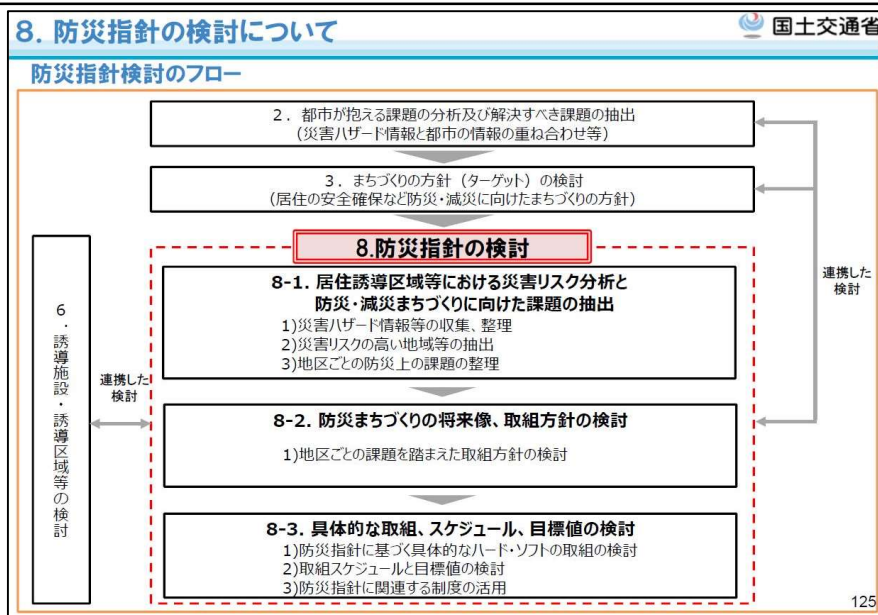 8. 防災指針の検討について
国土交通省
防災指針検討のフロー
2. 都市が抱える課題の分析及び解決すべき課題の抽出
(災害ハザード情報と都市の情報の重ね合わせ等)
3. まちづくりの方針（ターゲット）の検討
(居住の安全確保など防災・減災に向けたまちづくりの方針)
8.防災指針の検討
8-1. 居住誘導区域等における災害リスク分析と
防災・減災まちづくりに向けた課題の抽出
1)災害ハザード情報等の収集、整理
2)災害リスクの高い地域等の抽出
3)地区ごとの防災上の課題の整理
連携した
検討
6．誘導施設・誘導区域等の検討
連携した
検討
8-2. 防災まちづくりの将来像、取組方針の検討
1)地区ごとの課題を踏まえた取組方針の検討
8-3. 具体的な取組、スケジュール、目標値の検討
1)防災指針に基づく具体的なハード・ソフトの取組の検討
2)取組スケジュールと目標値の検討
3)防災指針に関連する制度の活用
125